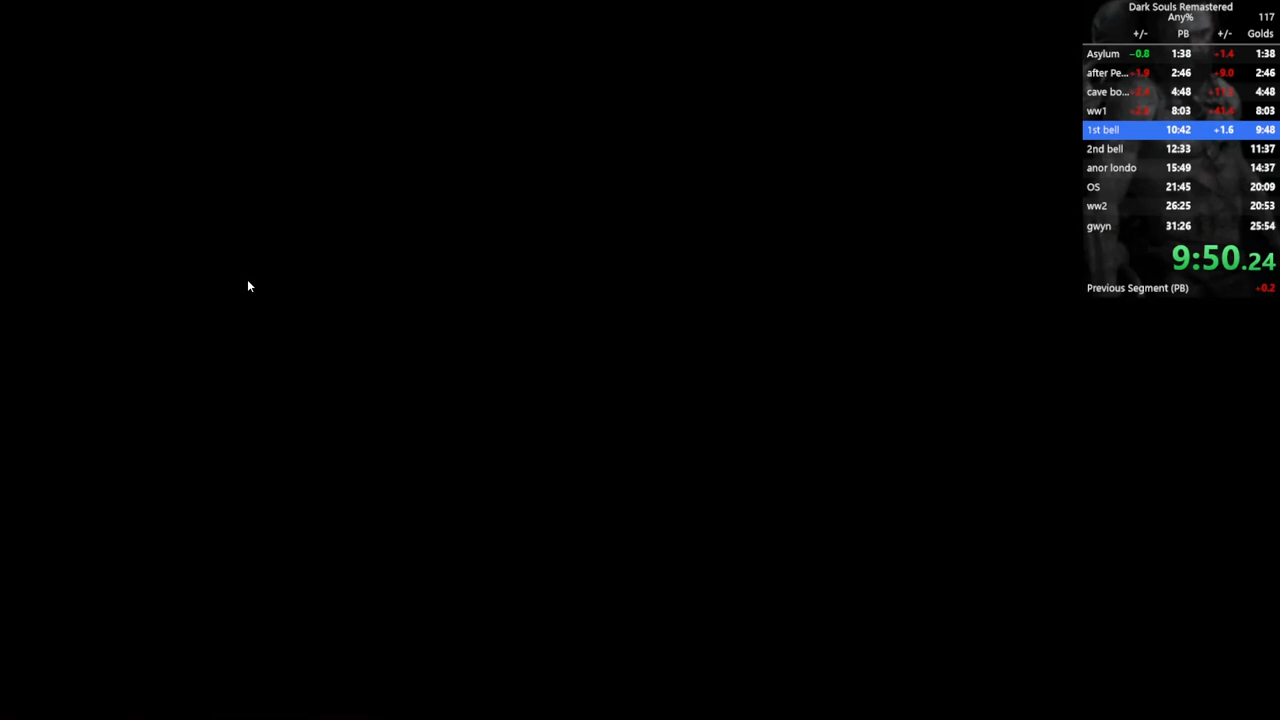 Dark Souls Remastered
Any% 117
+/- PB +/- Golds
Asylum −0.8 1:38 +1.4 1:38
after Pe... +1.9 2:46 +9.0 2:46
cave bo... 4:48 4:48
ww1 8:03 8:03
1st bell 10:42 +1.6 9:48
2nd bell 12:33 11:37
anor londo 15:49 14:37
OS 21:45 20:09
ww2 26:25 20:53
gwyn 31:26 25:54
9:50.24
Previous Segment (PB) +0.2